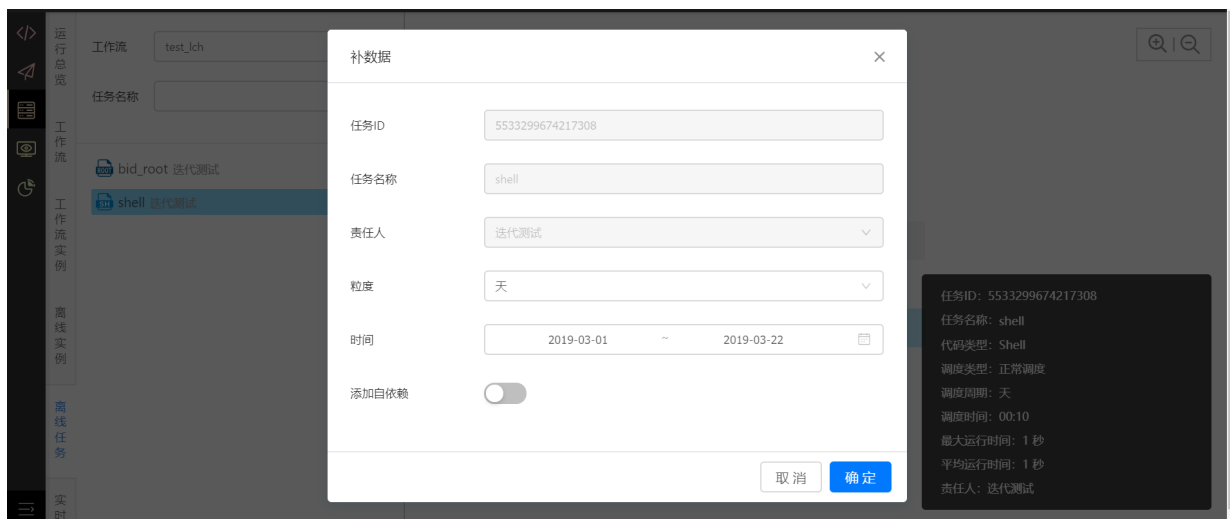 运行总览
工作流
工作流实例
离线实例
离线任务
实时
工作流 test_lch
任务名称
bid_root 迭代测试
shell 迭代测试
补数据
任务ID 5533299674217308
任务名称 shell
责任人 迭代测试
粒度 天
时间 2019-03-01 ~ 2019-03-22
添加自依赖
取消 确定
任务ID: 5533299674217308
任务名称: shell
代码类型: Shell
调度类型: 正常调度
调度周期: 天
调度时间: 00:10
最大运行时间: 1 秒
平均运行时间: 1 秒
责任人: 迭代测试